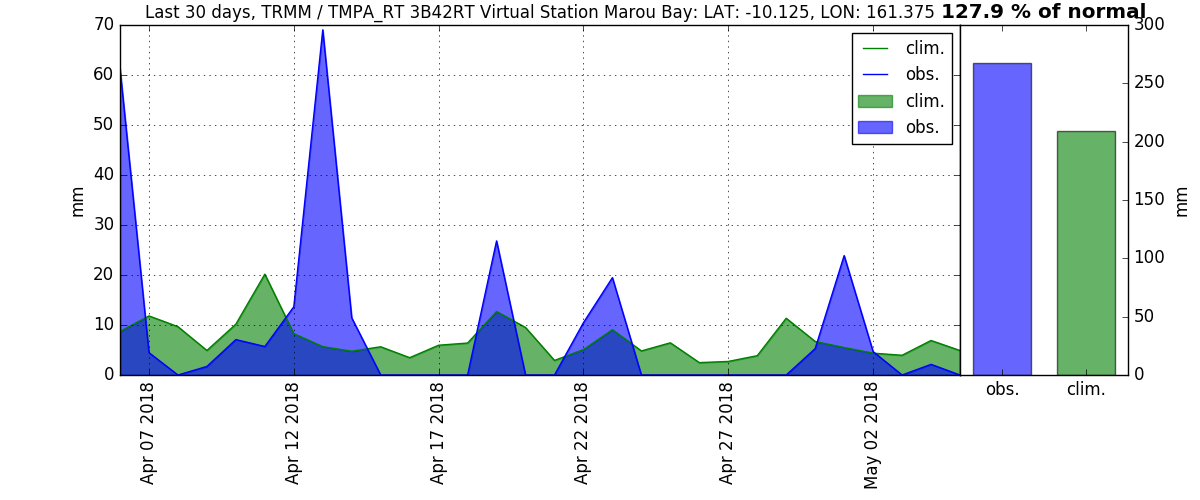 Last 30 days, TRMM / TMPA_RT 3B42RT Virtual Station Marou Bay: LAT: -10.125, LON: 161.375 127.9 % of normal
70
60
50
40
30
20
10
0
mm
clim.
obs.
clim.
obs.
Apr 07 2018
Apr 12 2018
Apr 17 2018
Apr 22 2018
Apr 27 2018
May 02 2018
300
250
200
150
100
50
0
mm
obs.
clim.